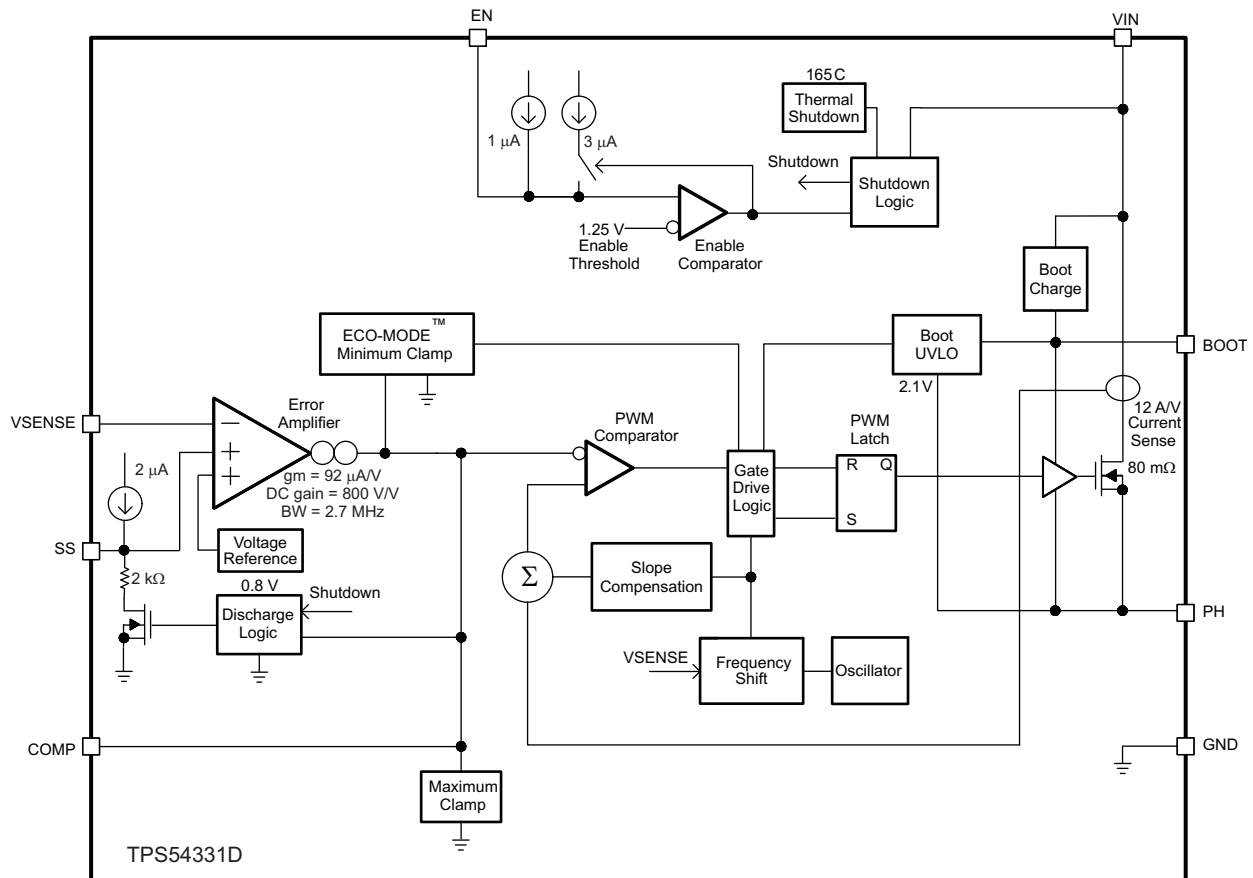 EN
VIN
165C
Thermal
Shutdown
1 μA
3 μA
Shutdown
Shutdown
Logic
1.25 V
Enable
Threshold
Enable
Comparator
Boot
Charge
ECO-MODE™
Minimum Clamp
Boot
UVLO
BOOT
2.1V
12 A/V
Current
Sense
VSENSE
Error
Amplifier
PWM
Comparator
PWM
Latch
80 mΩ
2 μA
gm = 92 μA/V
DC gain = 800 V/V
BW = 2.7 MHz
Gate
Drive
Logic
R Q
S
SS
Voltage
Reference
2 kΩ
0.8 V
Shutdown
Discharge
Logic
Σ
Slope
Compensation
PH
VSENSE
Frequency
Shift
Oscillator
COMP
GND
Maximum
Clamp
TPS54331D